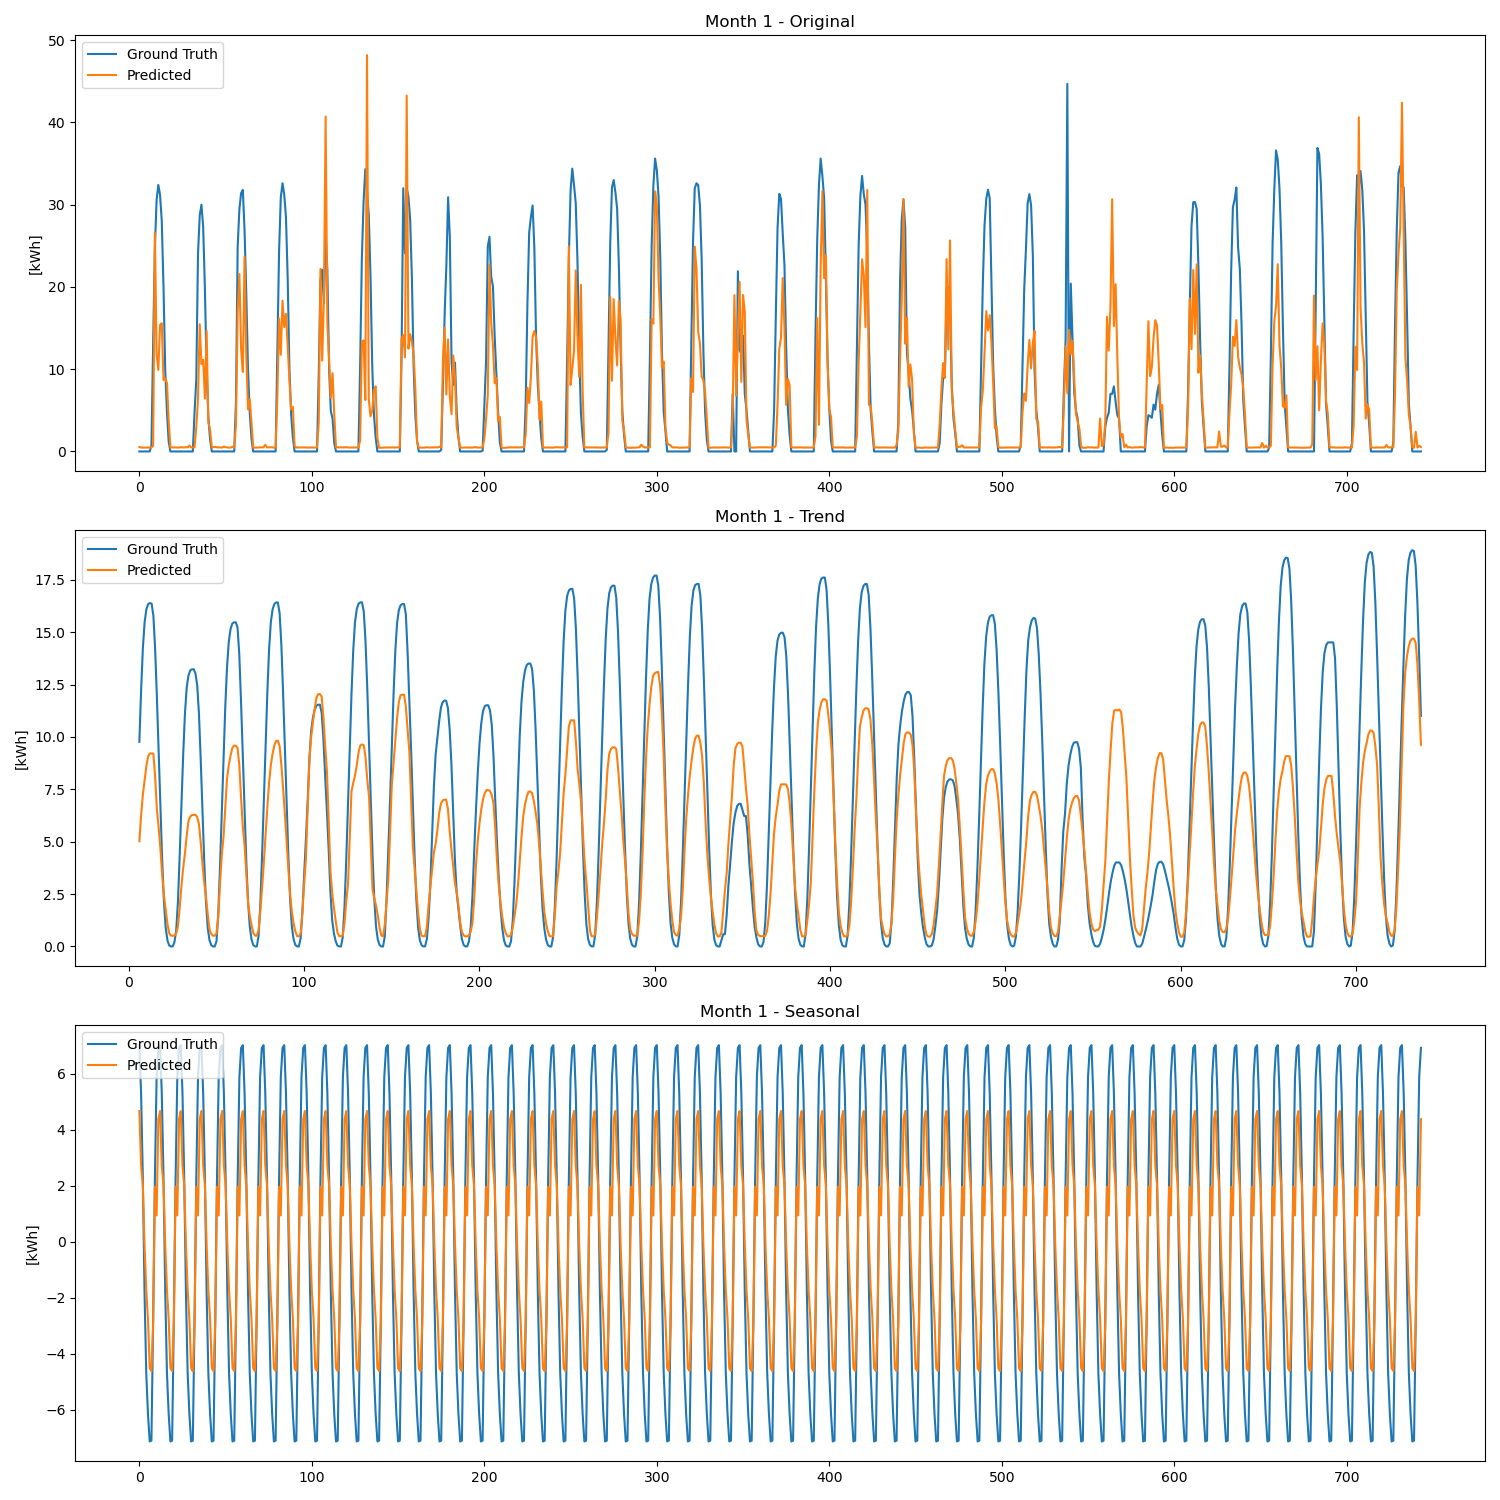 Month 1 - Original
Ground Truth
Predicted
[kWh]
50
40
30
20
10
0
0 100 200 300 400 500 600 700
Month 1 - Trend
Ground Truth
Predicted
[kWh]
17.5
15.0
12.5
10.0
7.5
5.0
2.5
0.0
0 100 200 300 400 500 600 700
Month 1 - Seasonal
Ground Truth
Predicted
[kWh]
6
4
2
0
−2
−4
−6
0 100 200 300 400 500 600 700